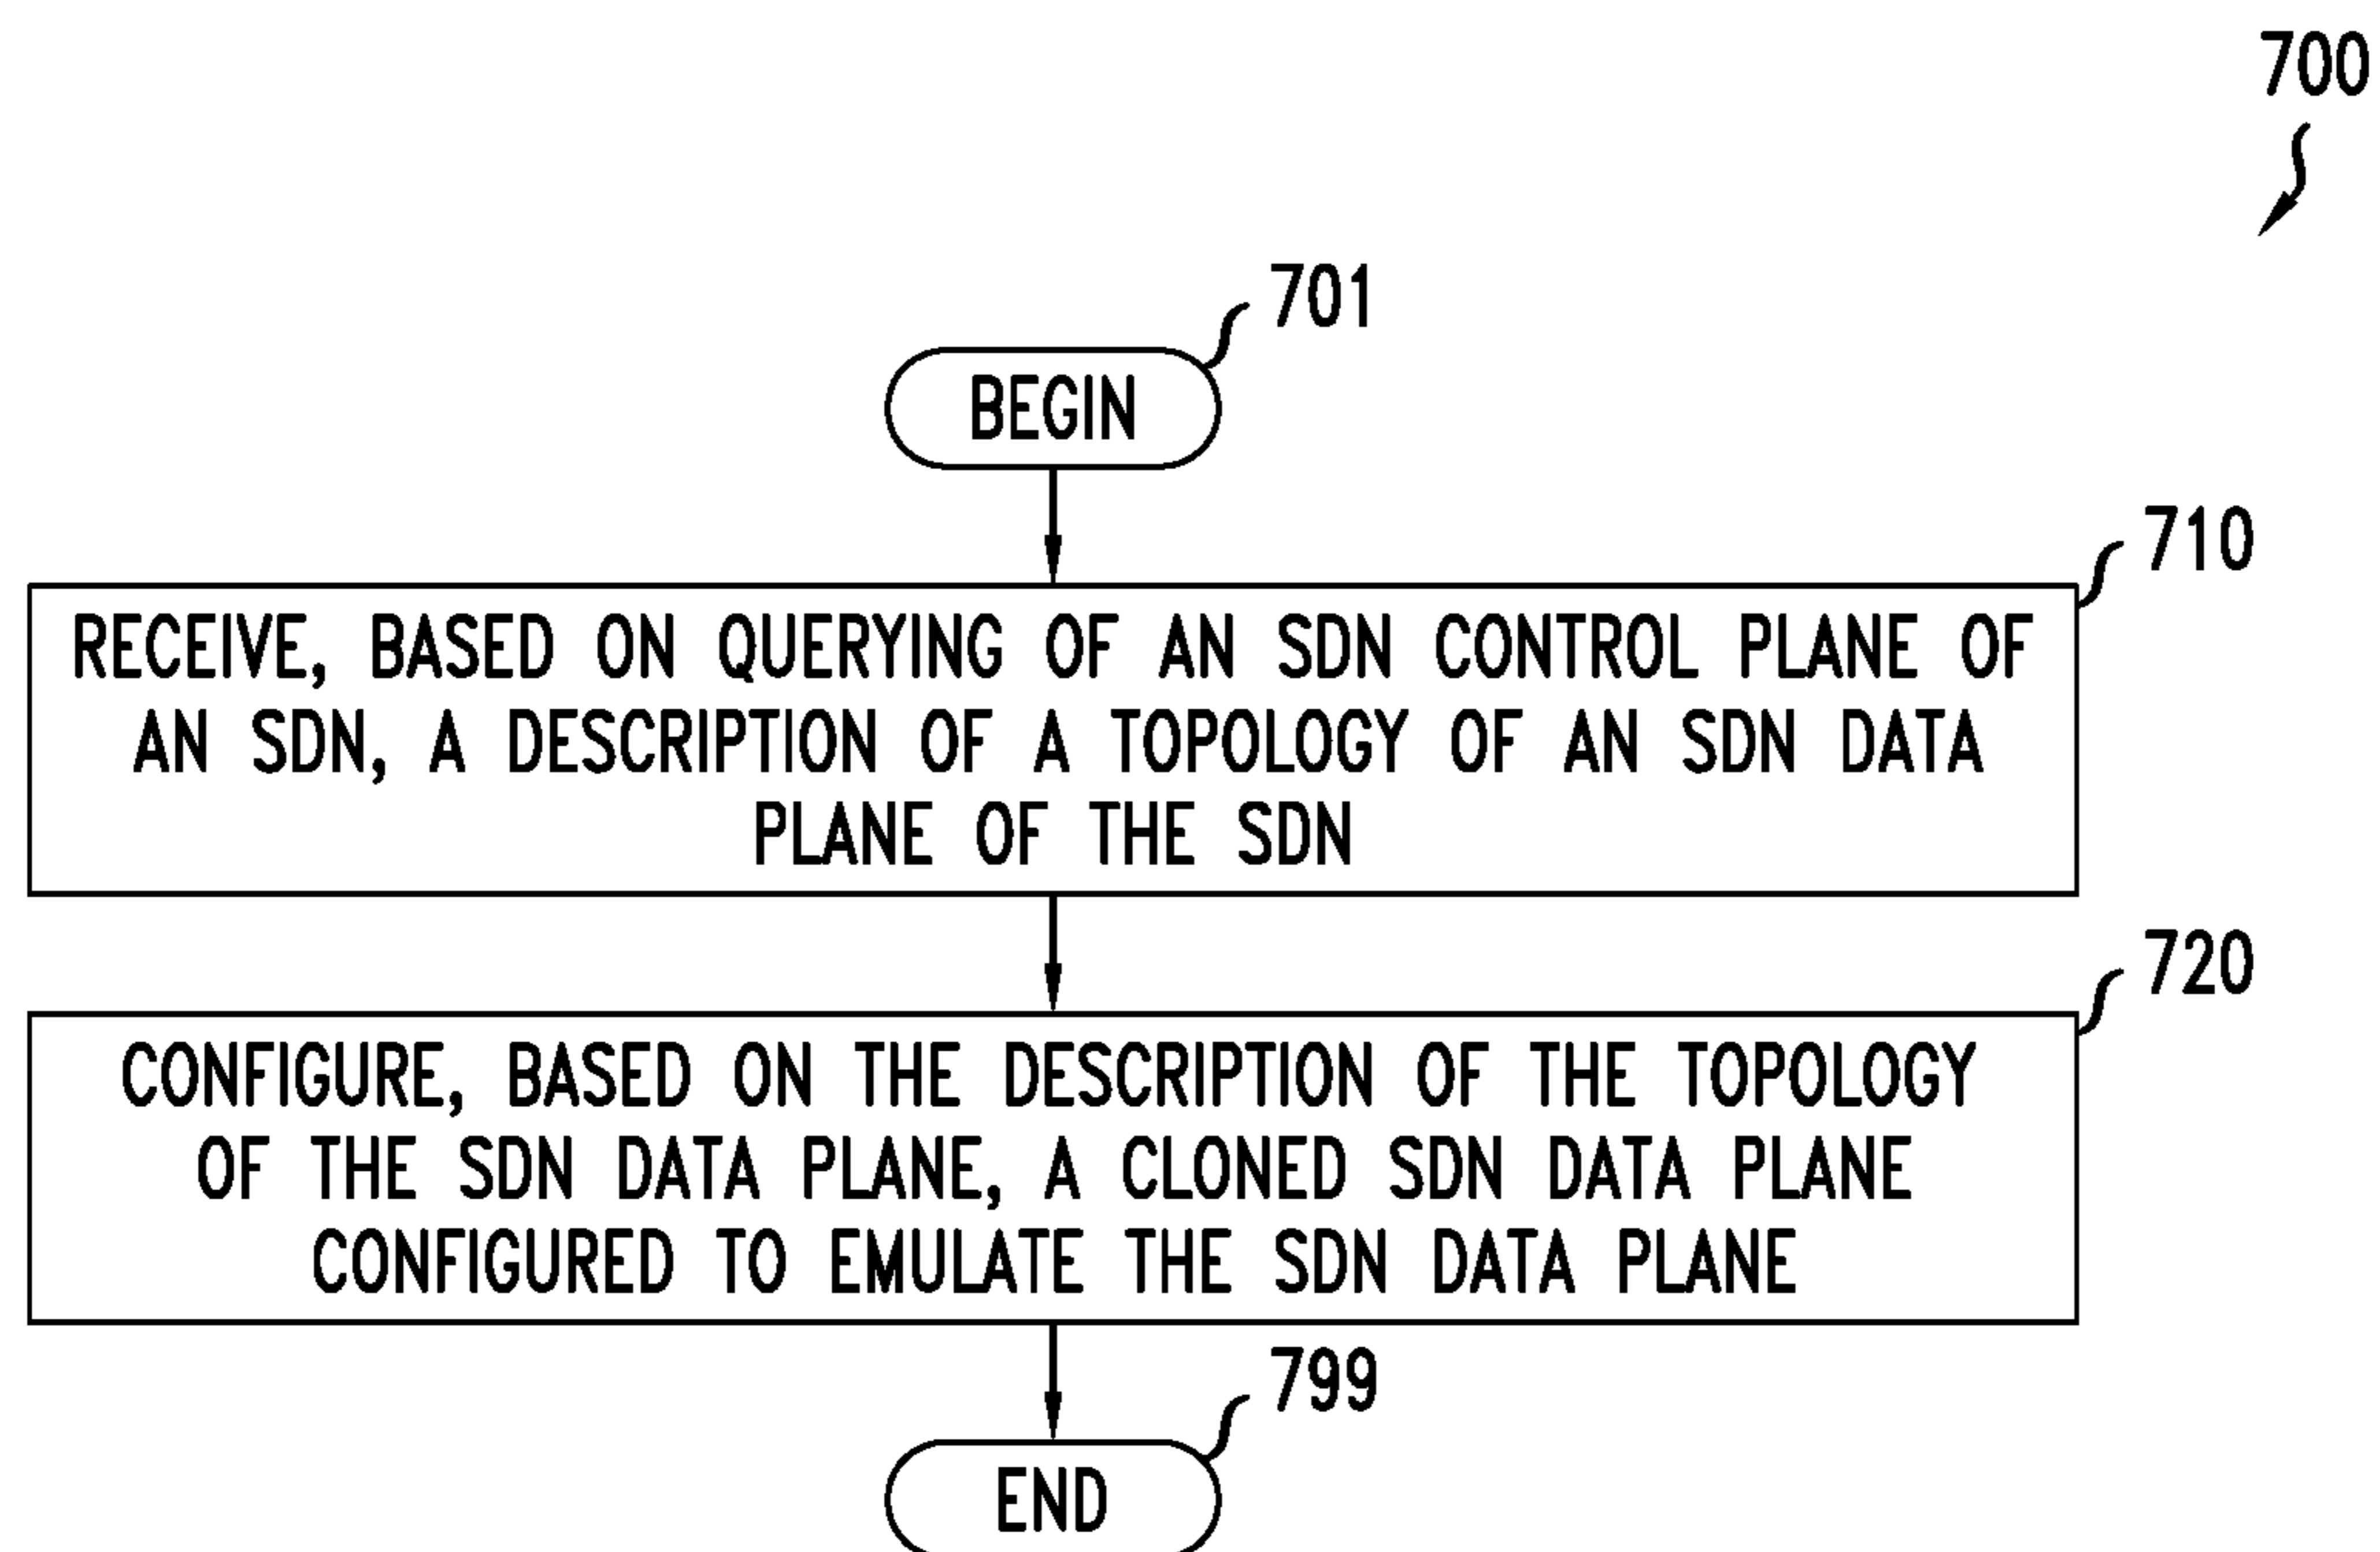 700
701
BEGIN
710
RECEIVE, BASED ON QUERYING OF AN SDN CONTROL PLANE OF
AN SDN, A DESCRIPTION OF A TOPOLOGY OF AN SDN DATA
PLANE OF THE SDN
720
CONFIGURE, BASED ON THE DESCRIPTION OF THE TOPOLOGY
OF THE SDN DATA PLANE, A CLONED SDN DATA PLANE
CONFIGURED TO EMULATE THE SDN DATA PLANE
799
END